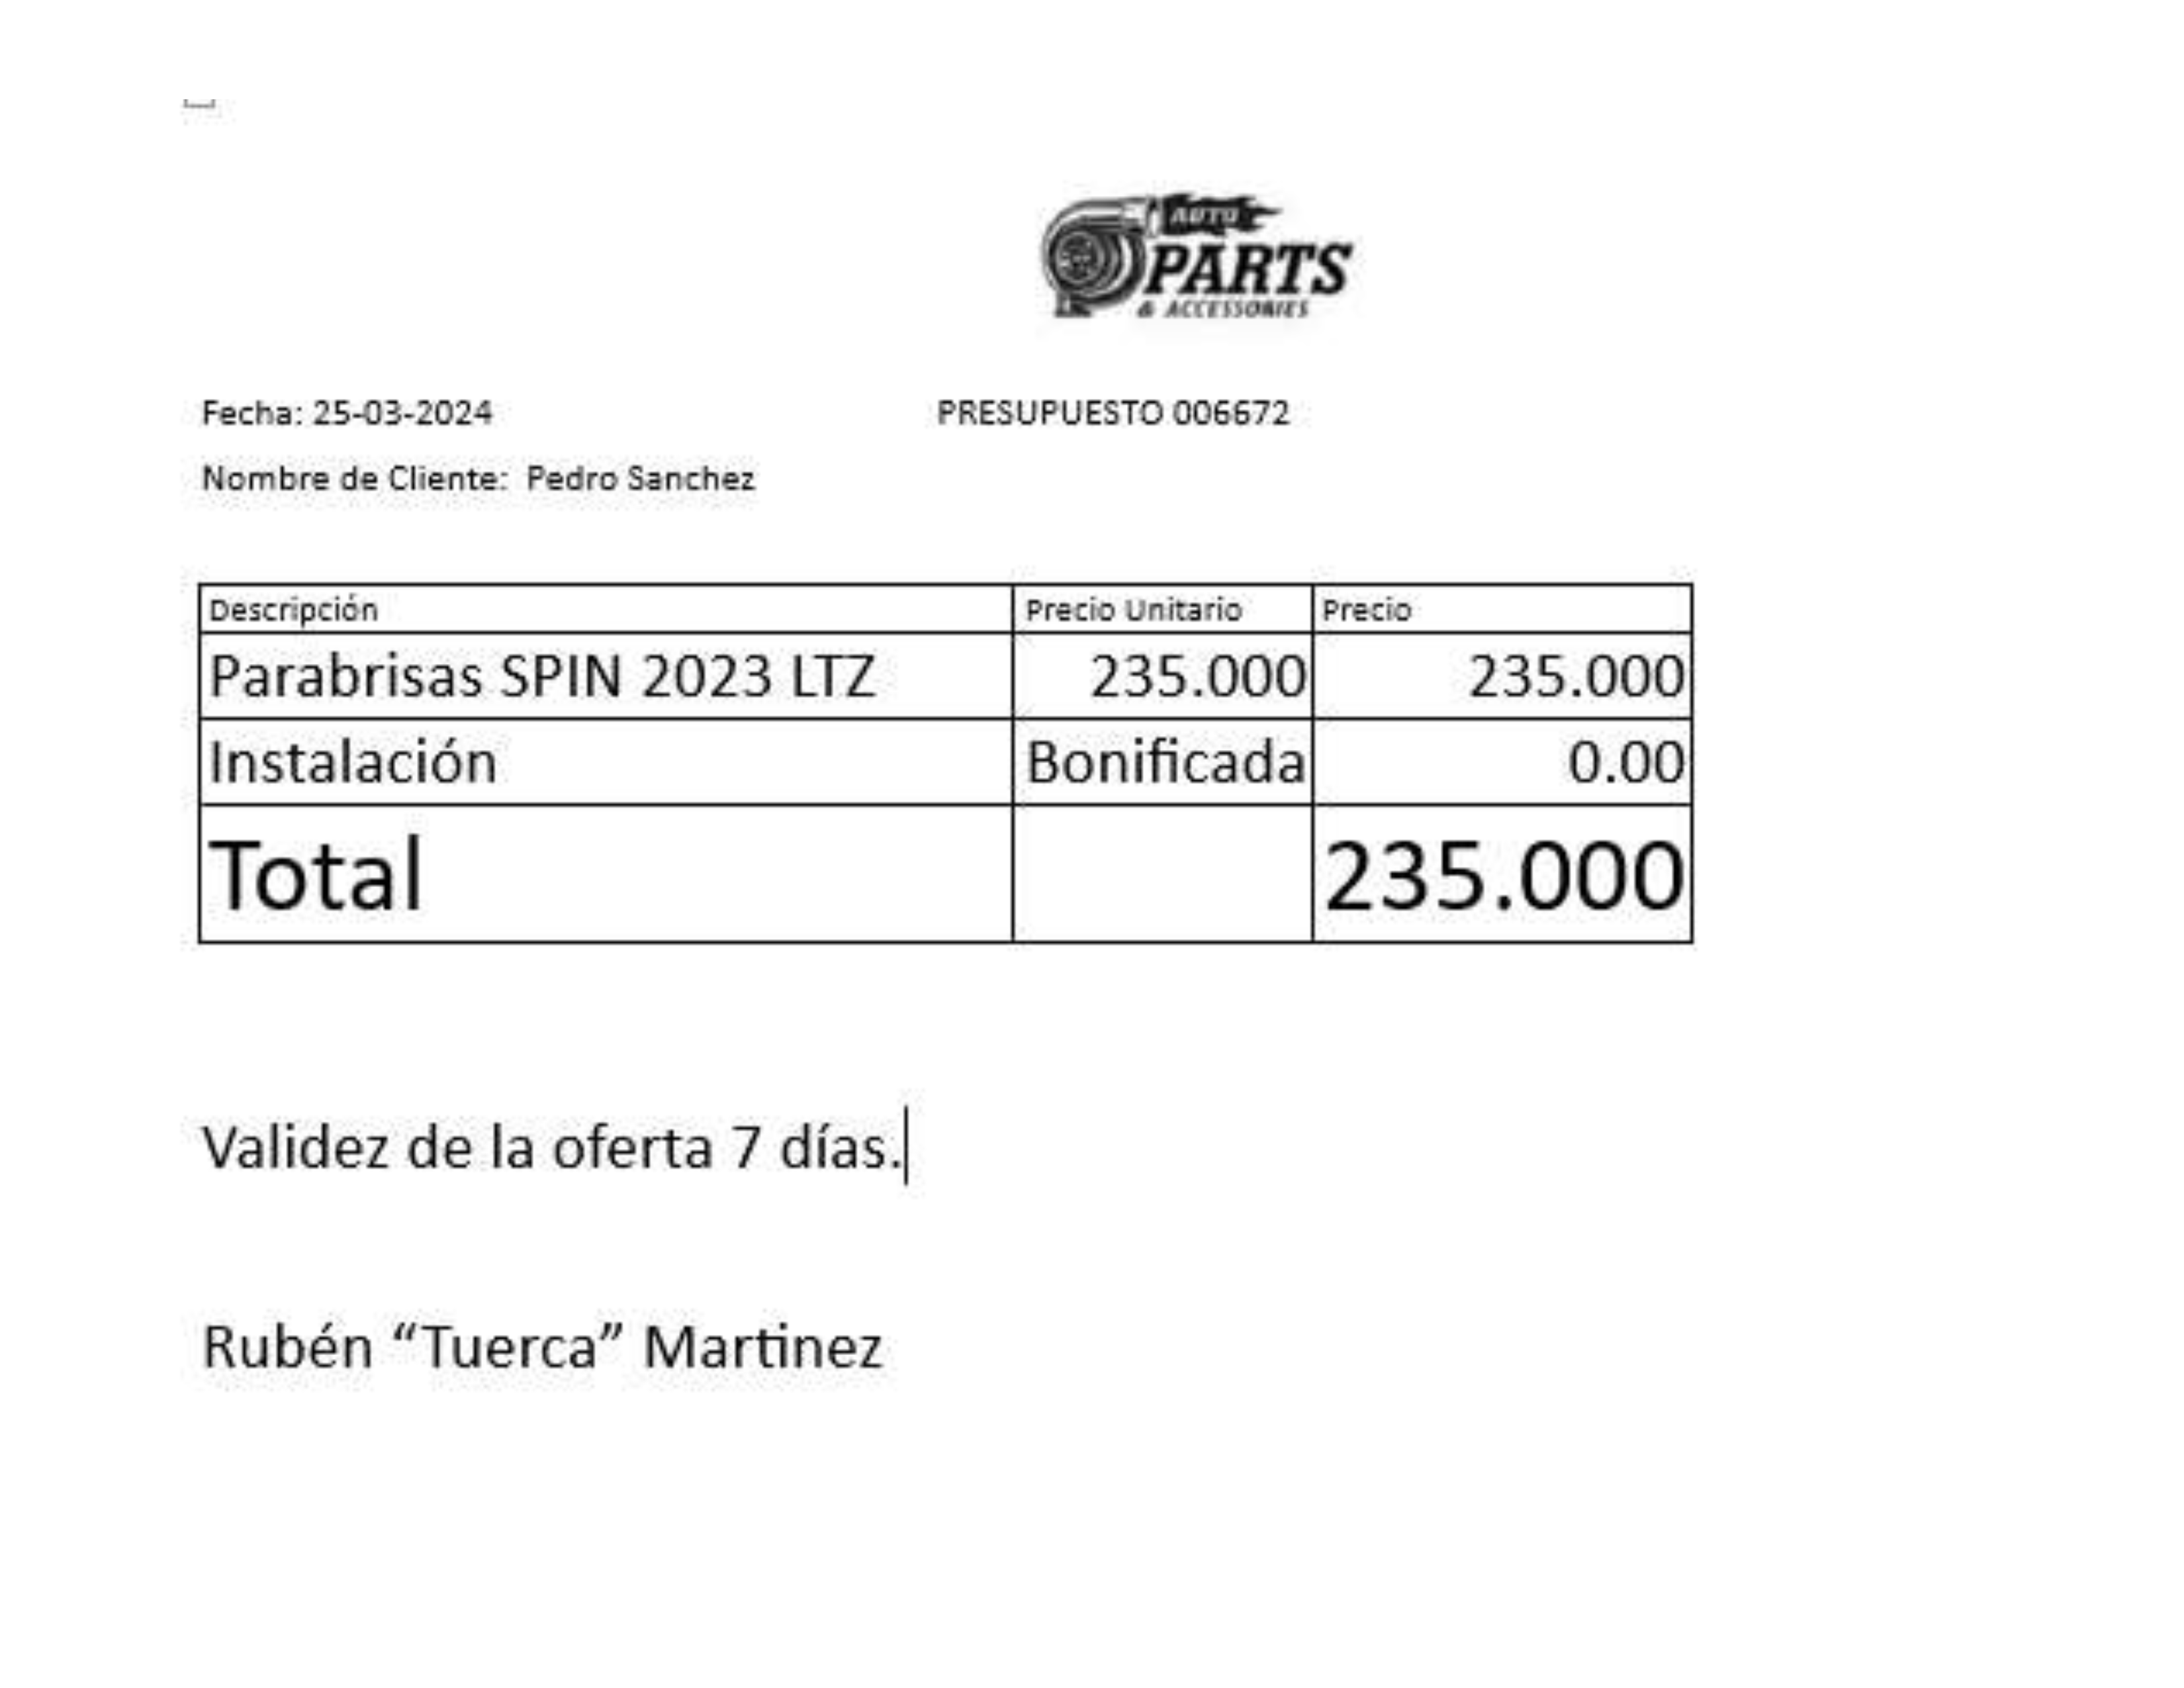 AUTO
PARTS
& ACCESSORIES
Fecha: 25-03-2024 PRESUPUESTO 006672
Nombre de Cliente: Pedro Sanchez
Descripción Precio Unitario Precio
Parabrisas SPIN 2023 LTZ 235.000 235.000
Instalación Bonificada 0.00
Total 235.000
Validez de la oferta 7 días.
Rubén “Tuerca” Martinez